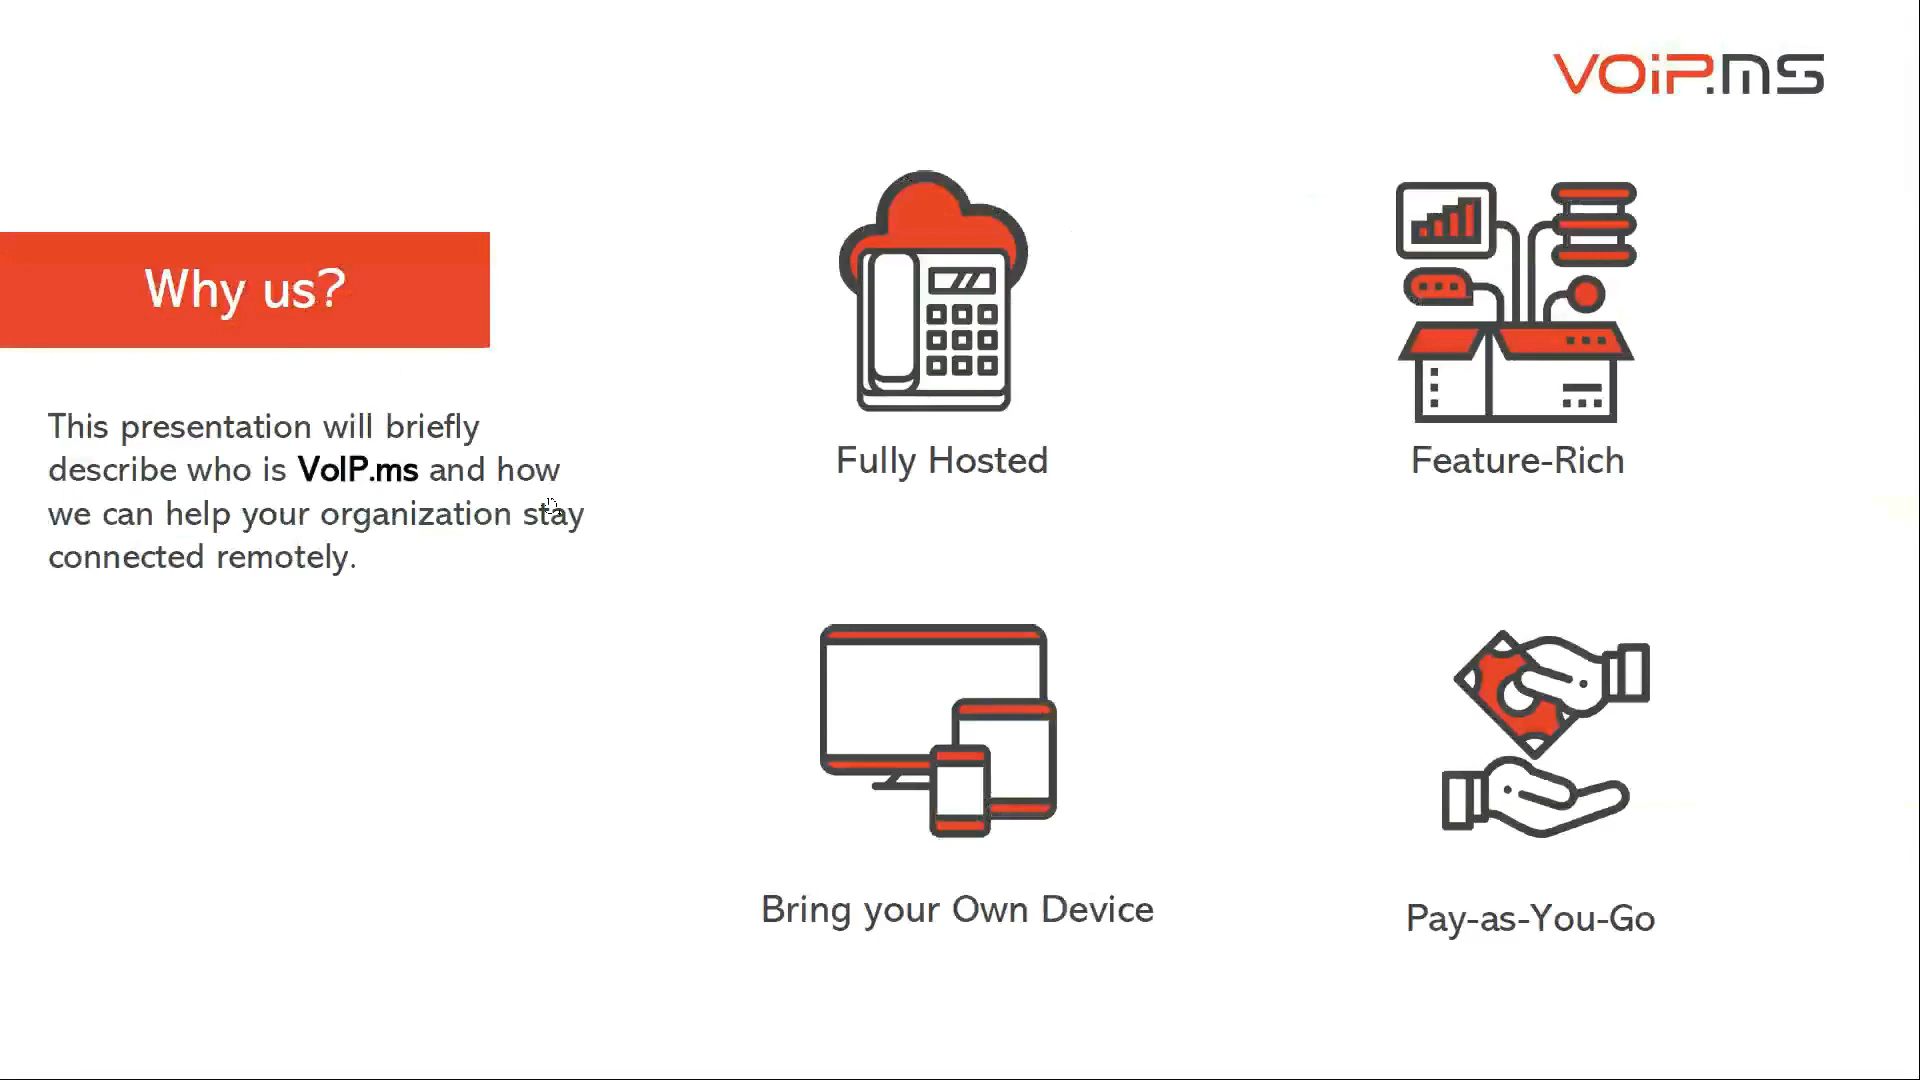 VOiP.ms
Why us?
This presentation will briefly
describe who is VoIP.ms and how
we can help your organization stay
connected remotely.
Fully Hosted
Feature-Rich
Bring your Own Device
Pay-as-You-Go